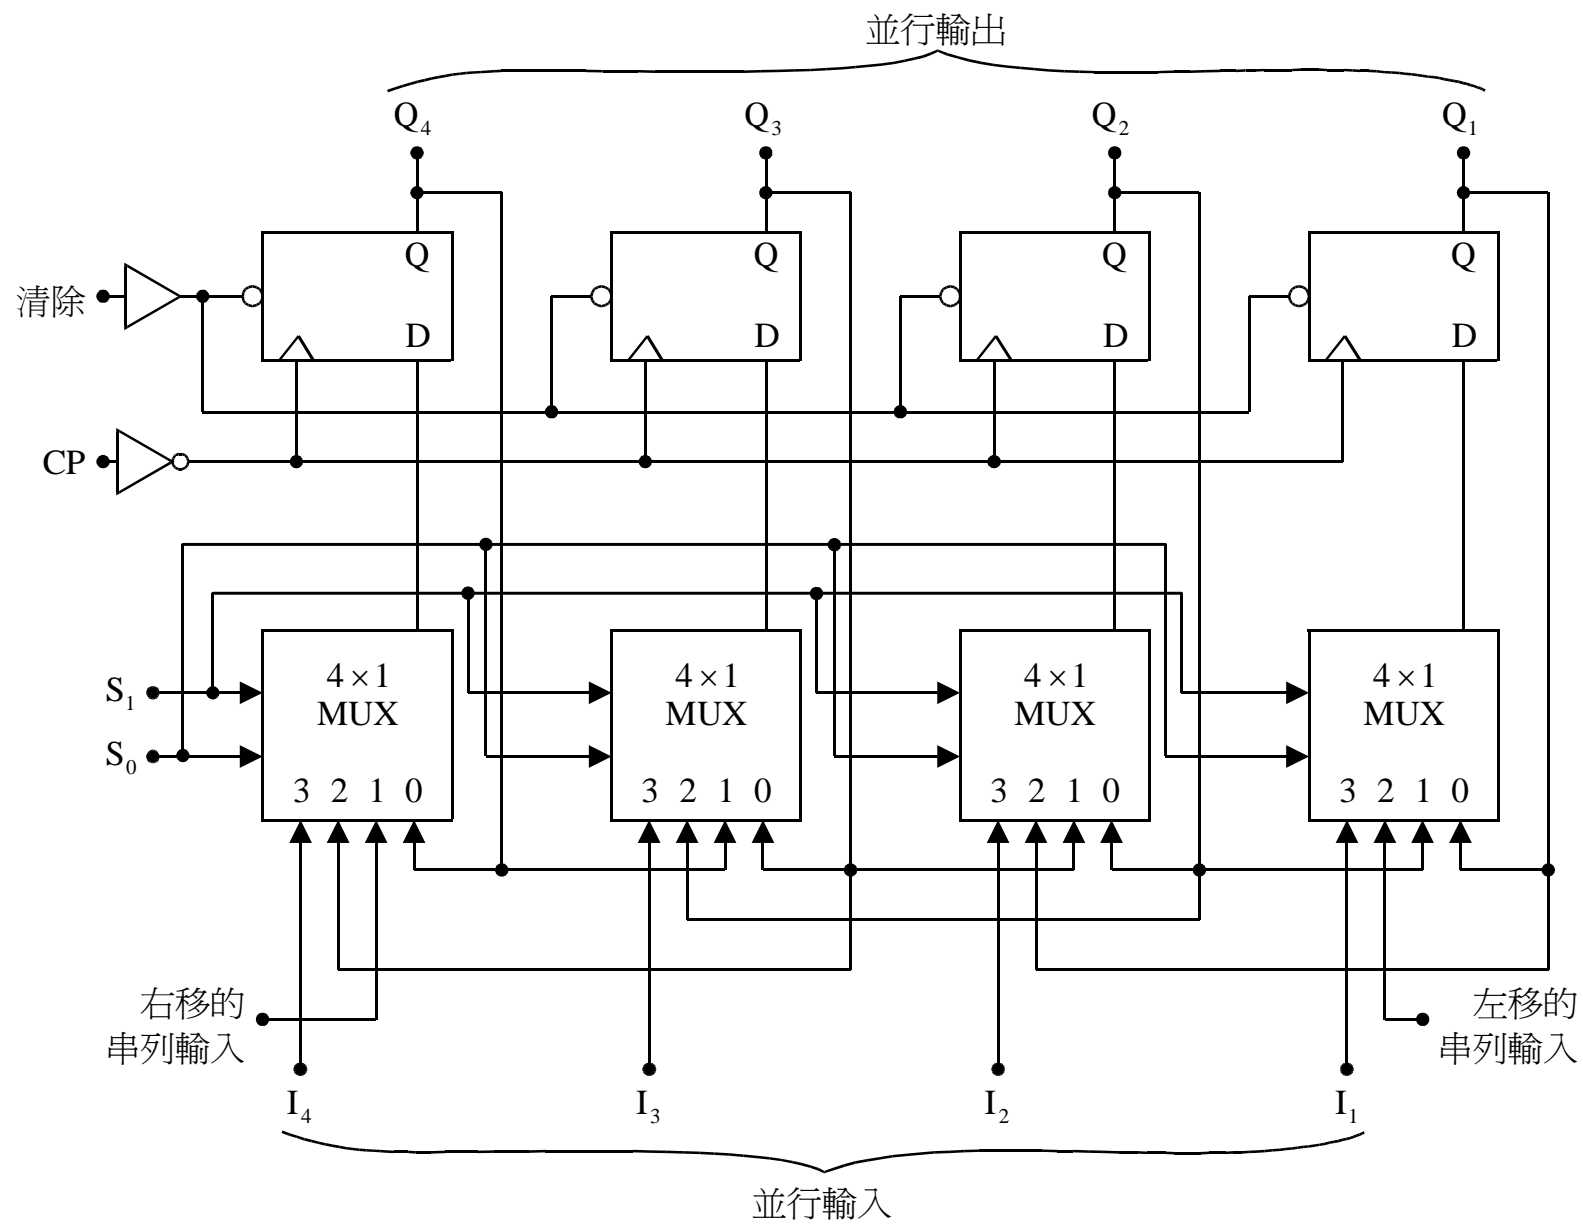 並行輸出
Q₄ Q₃ Q₂ Q₁
Q Q Q Q
清除
D D D D
CP
4×1 4×1 4×1 4×1
S₁ MUX MUX MUX MUX
S₀
3 2 1 0 3 2 1 0 3 2 1 0 3 2 1 0
右移的 左移的
串列輸入 串列輸入
I₄ I₃ I₂ I₁
並行輸入